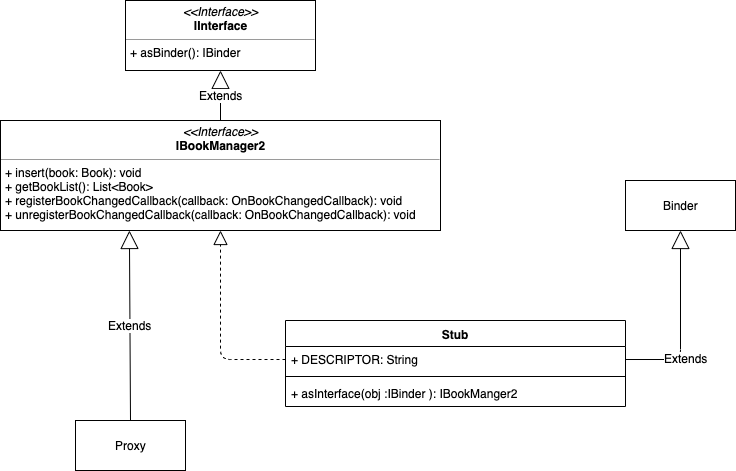 <<Interface>>
IInterface
+ asBinder(): IBinder
Extends
<<Interface>>
IBookManager2
+ insert(book: Book): void
+ getBookList(): List<Book>
+ registerBookChangedCallback(callback: OnBookChangedCallback): void
+ unregisterBookChangedCallback(callback: OnBookChangedCallback): void
Binder
Extends
Stub
+ DESCRIPTOR: String
Extends
+ asInterface(obj :IBinder ): IBookManger2
Proxy